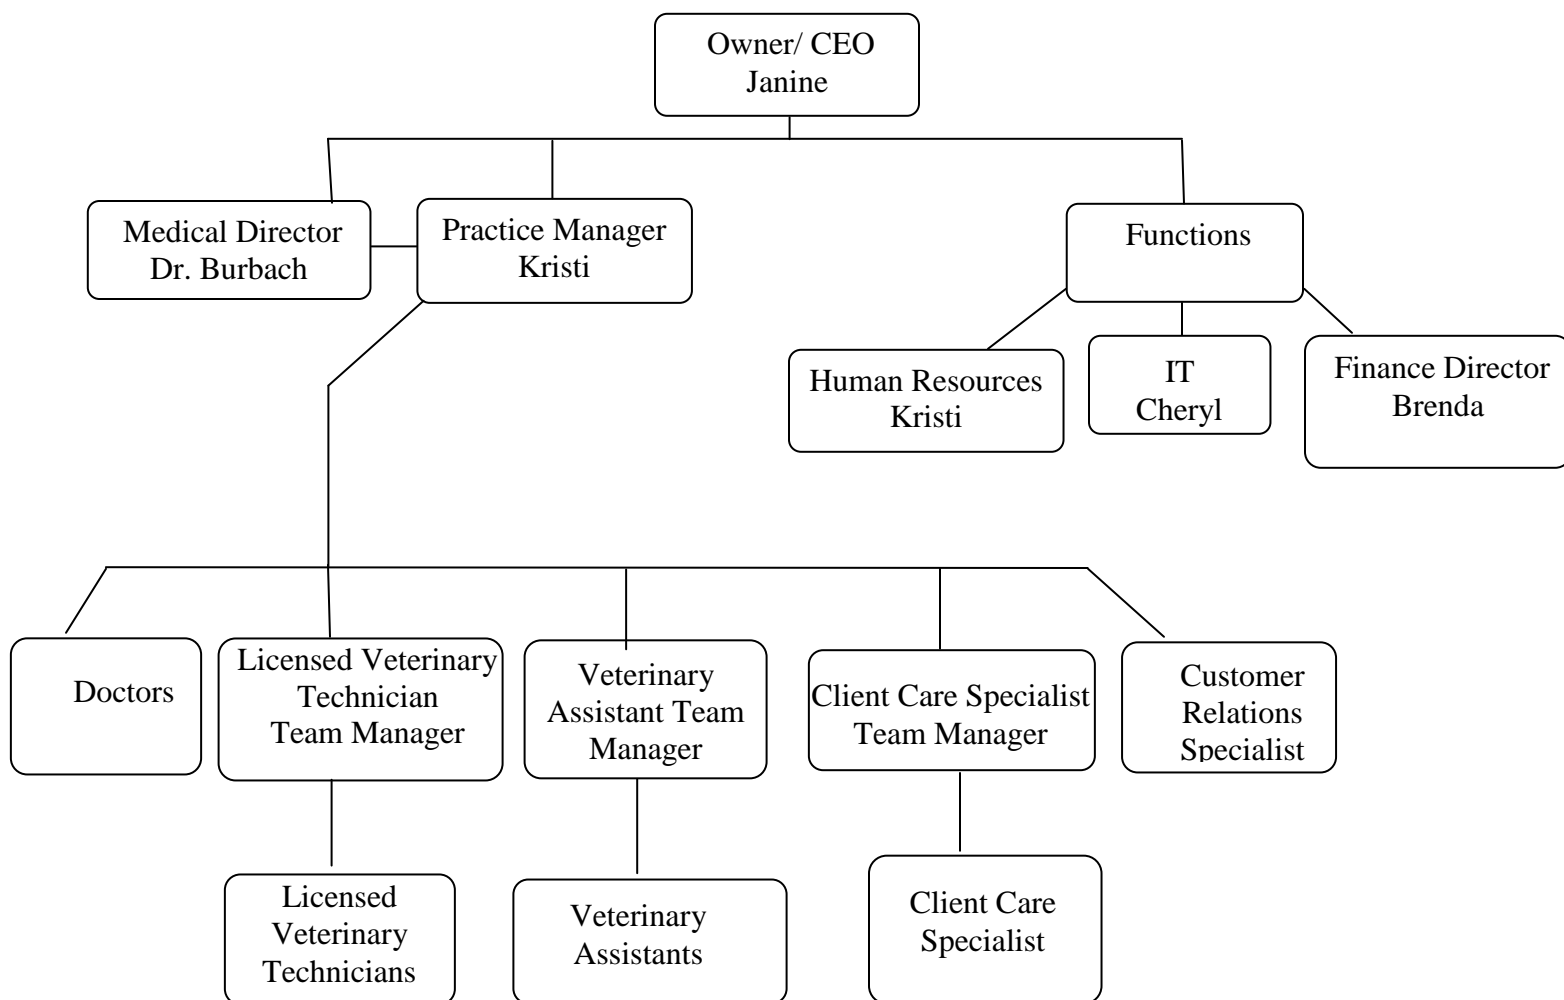 Owner/ CEO
Janine
Medical Director
Dr. Burbach
Practice Manager
Kristi
Functions
Human Resources
Kristi
IT
Cheryl
Finance Director
Brenda
Doctors
Licensed Veterinary
Technician
Team Manager
Veterinary
Assistant Team
Manager
Client Care Specialist
Team Manager
Customer
Relations
Specialist
Licensed
Veterinary
Technicians
Veterinary
Assistants
Client Care
Specialist